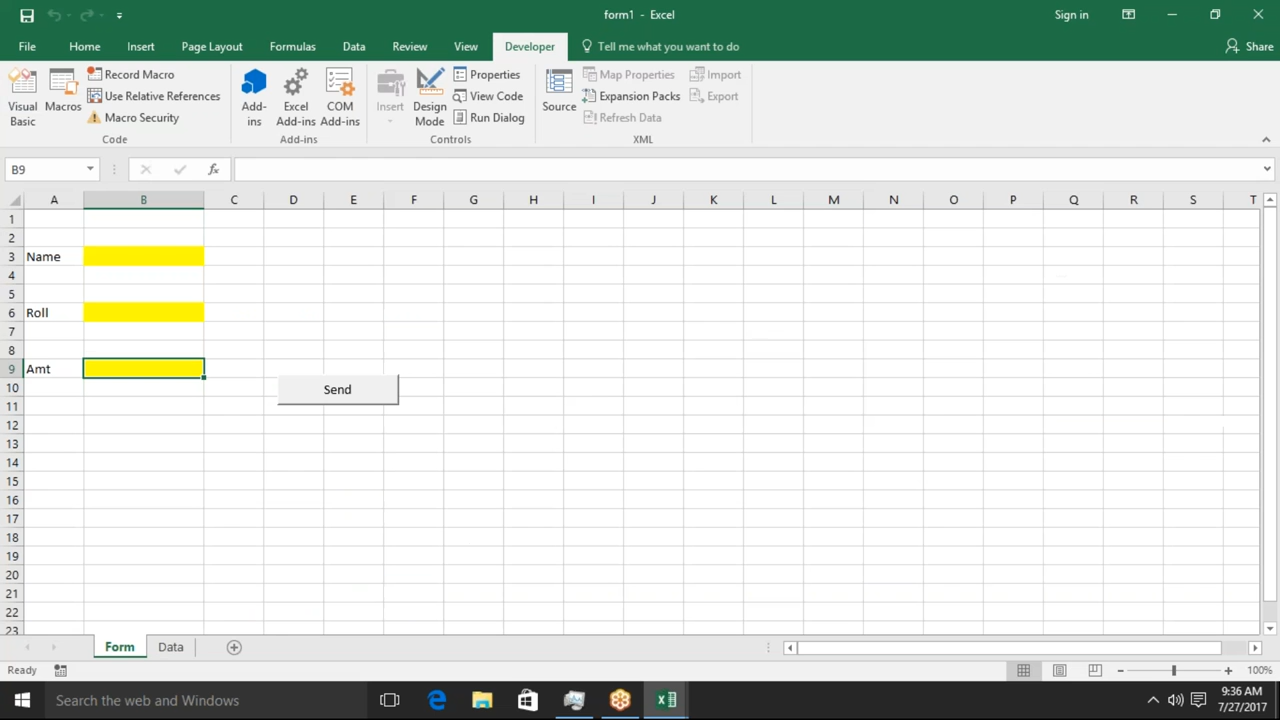 form1 - Excel
Sign in
File Home Insert Page Layout Formulas Data Review View Developer Tell me what you want to do Share
Visual Basic
Macros
Record Macro
Use Relative References
Macro Security
Code
Add-ins
Excel Add-ins
COM Add-ins
Add-ins
Insert
Design Mode
Properties
View Code
Run Dialog
Controls
Source
Map Properties
Expansion Packs
Refresh Data
Import
Export
XML
B9
fx
A B C D E F G H I J K L M N O P Q R S T
1
2
3 Name
4
5
6 Roll
7
8
9 Amt
10 Send
11
12
13
14
15
16
17
18
19
20
21
22
23
Form Data
Ready
100%
Search the web and Windows
9:36 AM
7/27/2017